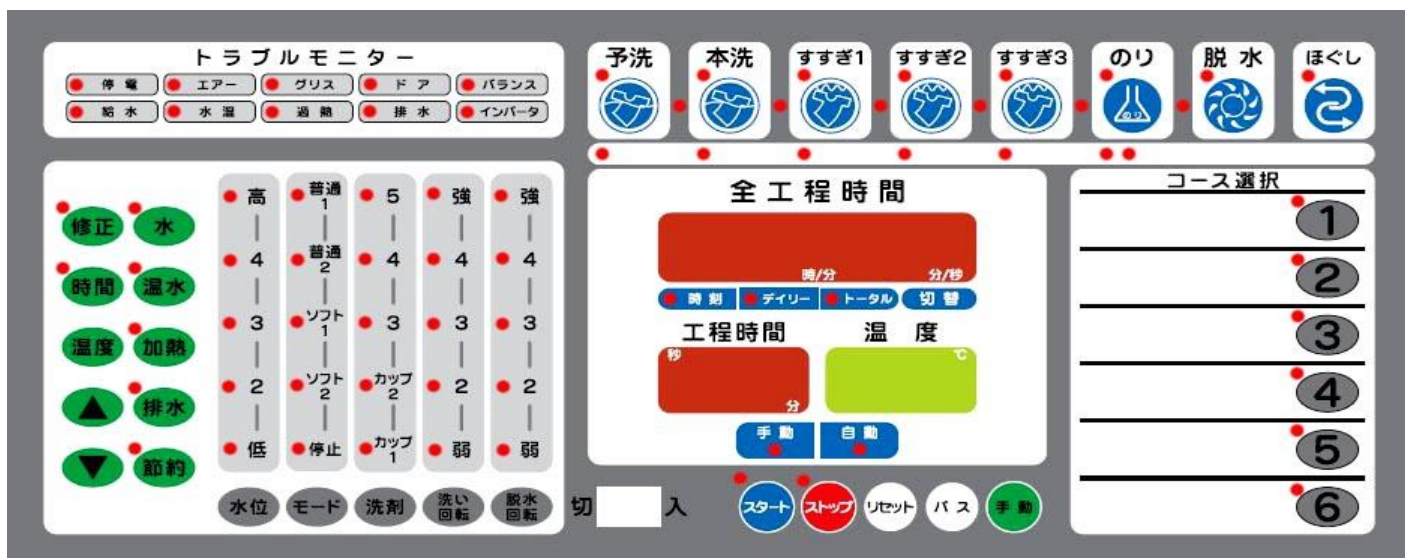 トラブルモニター
停電 エアー グリス ドア バランス
給水 水温 過熱 排水 インバータ
予洗 本洗 すすぎ1 すすぎ2 すすぎ3 のり 脱水 ほぐし
のり
修正 水
時間 温水
温度 加熱
▲ 排水
▼ 節約
高 普通1 5 強 強
4 普通2 4 4 4
3 ソフト1 3 3 3
2 ソフト2 カップ2 2 2
低 停止 カップ1 弱 弱
水位 モード 洗剤 洗い回転 脱水回転
全工程時間
時/分 分/秒
時刻 デイリー トータル 切替
工程時間 温度
秒 ℃
分
手動 自動
切 入
スタート ストップ リセット パス 手動
コース選択
1
2
3
4
5
6